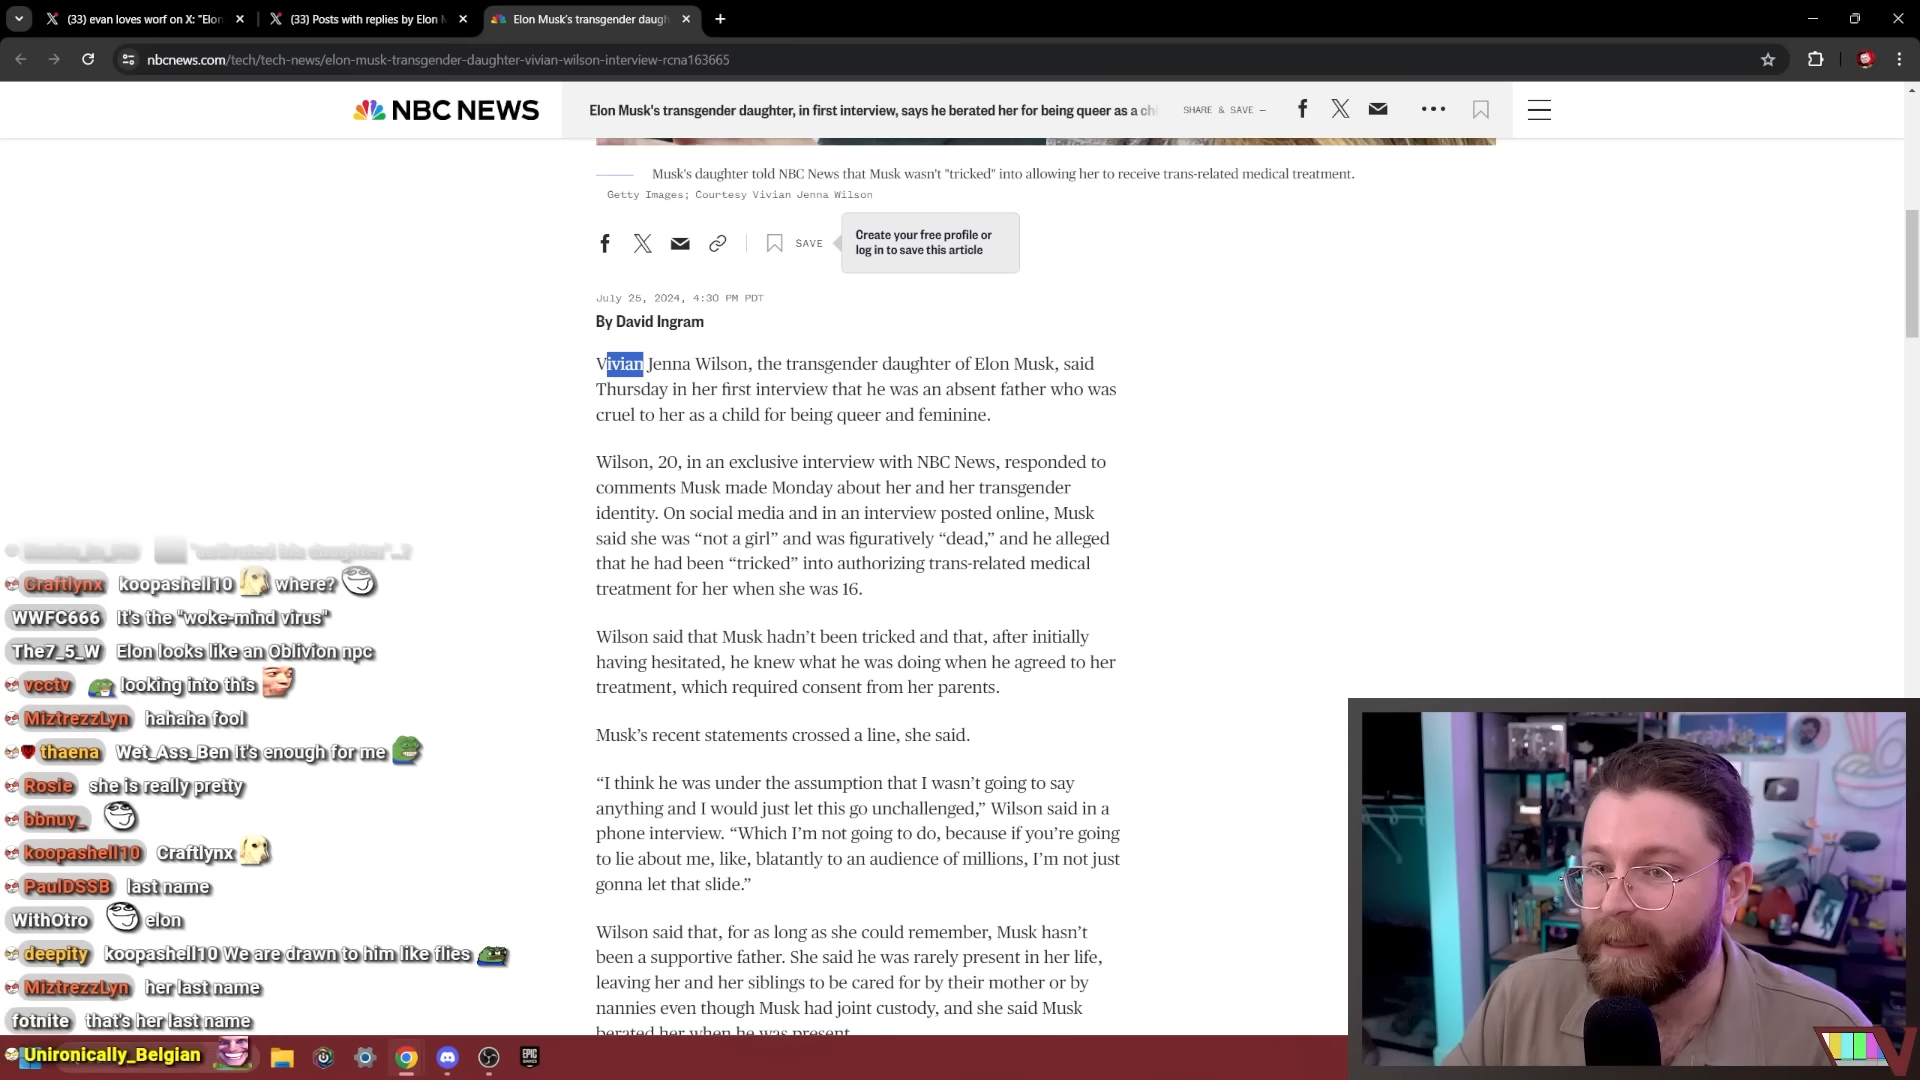 (33) evan loves worf on X: "Elon
(33) Posts with replies by Elon M
Elon Musk's transgender daugh
nbcnews.com/tech/tech-news/elon-musk-transgender-daughter-vivian-wilson-interview-rcna163665
NBC NEWS
Elon Musk's transgender daughter, in first interview, says he berated her for being queer as a chi
SHARE & SAVE —
Musk's daughter told NBC News that Musk wasn't "tricked" into allowing her to receive trans-related medical treatment.
Getty Images; Courtesy Vivian Jenna Wilson
SAVE
Create your free profile or
log in to save this article
July 25, 2024, 4:30 PM PDT
By David Ingram
Vivian Jenna Wilson, the transgender daughter of Elon Musk, said
Thursday in her first interview that he was an absent father who was
cruel to her as a child for being queer and feminine.
Wilson, 20, in an exclusive interview with NBC News, responded to
comments Musk made Monday about her and her transgender
identity. On social media and in an interview posted online, Musk
said she was “not a girl” and was figuratively “dead,” and he alleged
that he had been “tricked” into authorizing trans-related medical
treatment for her when she was 16.
Wilson said that Musk hadn’t been tricked and that, after initially
having hesitated, he knew what he was doing when he agreed to her
treatment, which required consent from her parents.
Musk’s recent statements crossed a line, she said.
“I think he was under the assumption that I wasn’t going to say
anything and I would just let this go unchallenged,” Wilson said in a
phone interview. “Which I’m not going to do, because if you’re going
to lie about me, like, blatantly to an audience of millions, I’m not just
gonna let that slide.”
Wilson said that, for as long as she could remember, Musk hasn’t
been a supportive father. She said he was rarely present in her life,
leaving her and her siblings to be cared for by their mother or by
nannies even though Musk had joint custody, and she said Musk
berated her when he was present.
daughter"..?
Craftlynx koopashell10 where?
WWFC666 It's the "woke-mind virus"
The7_5_W Elon looks like an Oblivion npc
vcctv looking into this
MiztrezzLyn hahaha fool
thaena Wet_Ass_Ben It's enough for me
Rosie she is really pretty
bbnuy_
koopashell10 Craftlynx
PaulDSSB last name
WithOtro elon
deepity koopashell10 We are drawn to him like flies
MiztrezzLyn her last name
fotnite that's her last name
Unironically_Belgian
EPIC
V